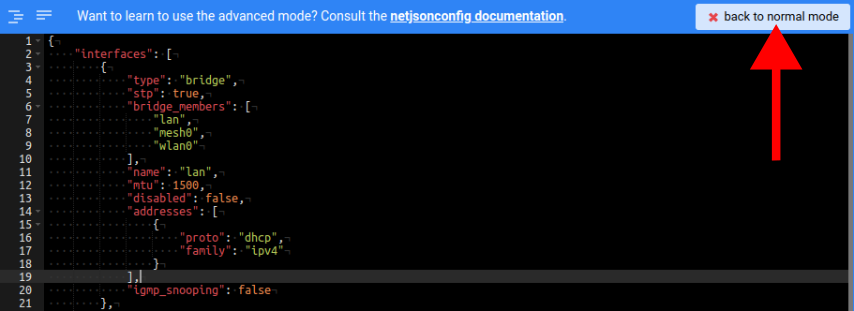 Want to learn to use the advanced mode? Consult the netjsonconfig documentation.
✖ back to normal mode
1 {
2 "interfaces": [
3 {
4 "type": "bridge",
5 "stp": true,
6 "bridge_members": [
7 "lan",
8 "mesh0",
9 "wlan0"
10 ],
11 "name": "lan",
12 "mtu": 1500,
13 "disabled": false,
14 "addresses": [
15 {
16 "proto": "dhcp",
17 "family": "ipv4"
18 }
19 ],
20 "igmp_snooping": false
21 },